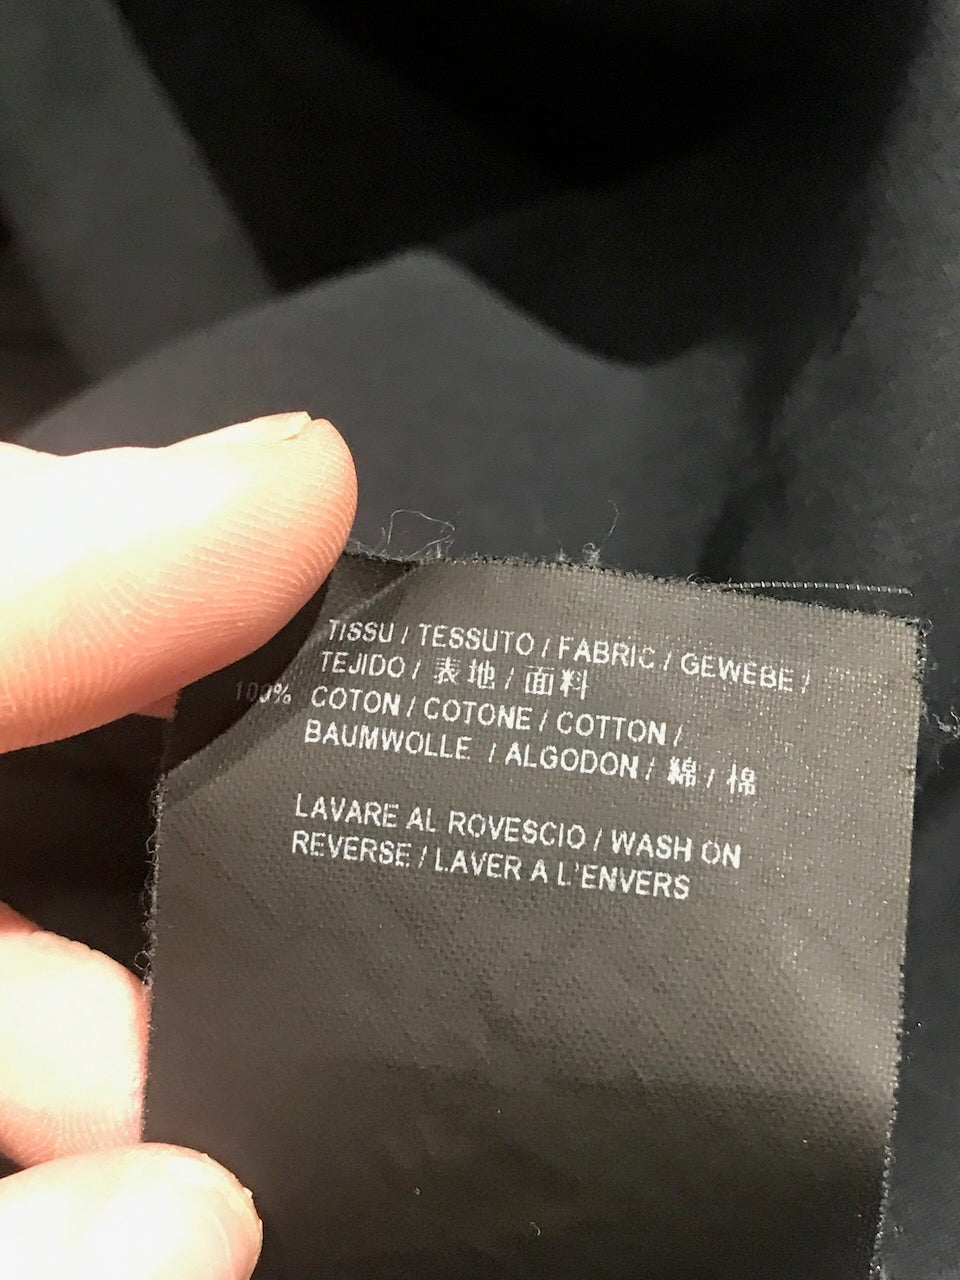 TISSU / TESSUTO / FABRIC / GEWEBE /
TEJIDO / 表地 / 面料
100% COTON / COTONE / COTTON /
BAUMWOLLE / ALGODON / 綿 / 棉
LAVARE AL ROVESCIO / WASH ON
REVERSE / LAVER A L'ENVERS